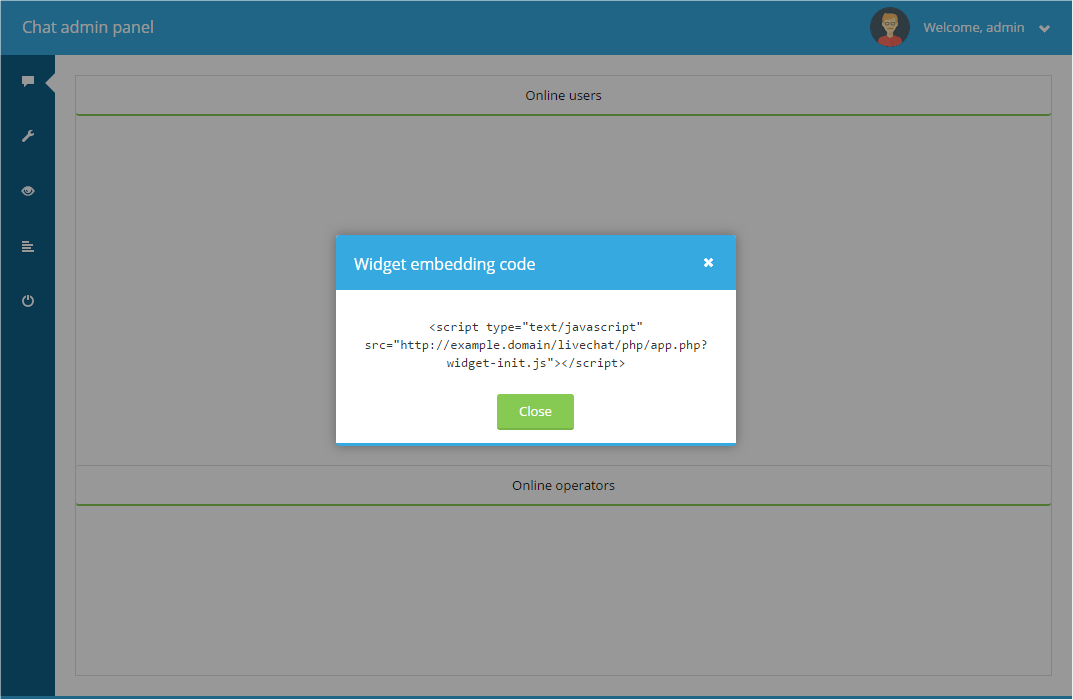 Chat admin panel
Welcome, admin
Online users
Widget embedding code
<script type="text/javascript"
src="http://example.domain/livechat/php/app.php?
widget-init.js"></script>
Close
Online operators